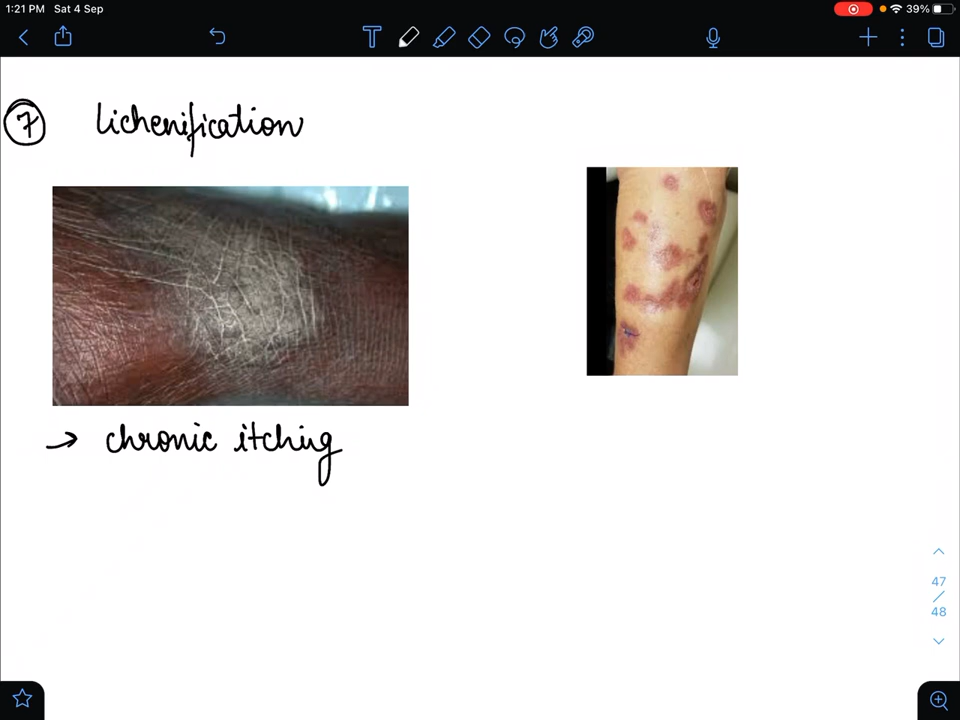 1:21 PM Sat 4 Sep 39%
7 Lichenification
→ chronic itching
47
/
48